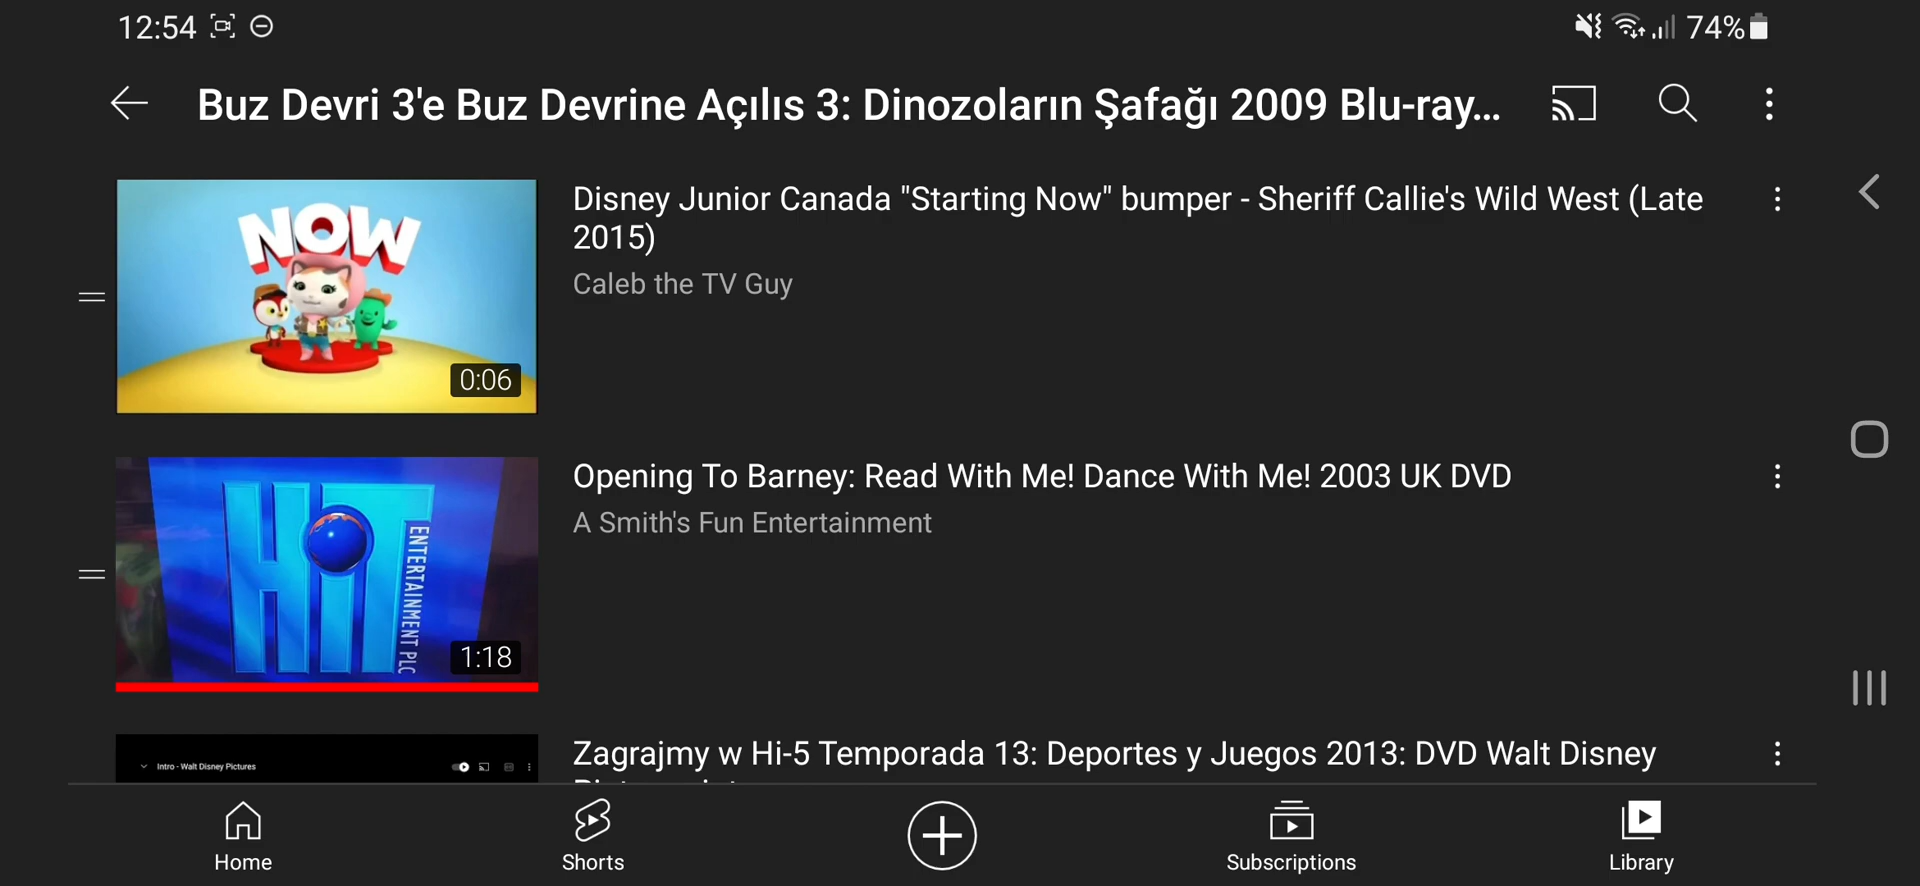 12:54
74%
Buz Devri 3'e Buz Devrine Açılıs 3: Dinozoların Şafağı 2009 Blu-ray...
NOW
0:06
Disney Junior Canada "Starting Now" bumper - Sheriff Callie's Wild West (Late
2015)
Caleb the TV Guy
HiT
ENTERTAINMENT PLC
1:18
Opening To Barney: Read With Me! Dance With Me! 2003 UK DVD
A Smith's Fun Entertainment
Intro - Walt Disney Pictures
Zagrajmy w Hi-5 Temporada 13: Deportes y Juegos 2013: DVD Walt Disney
Home
Shorts
Subscriptions
Library